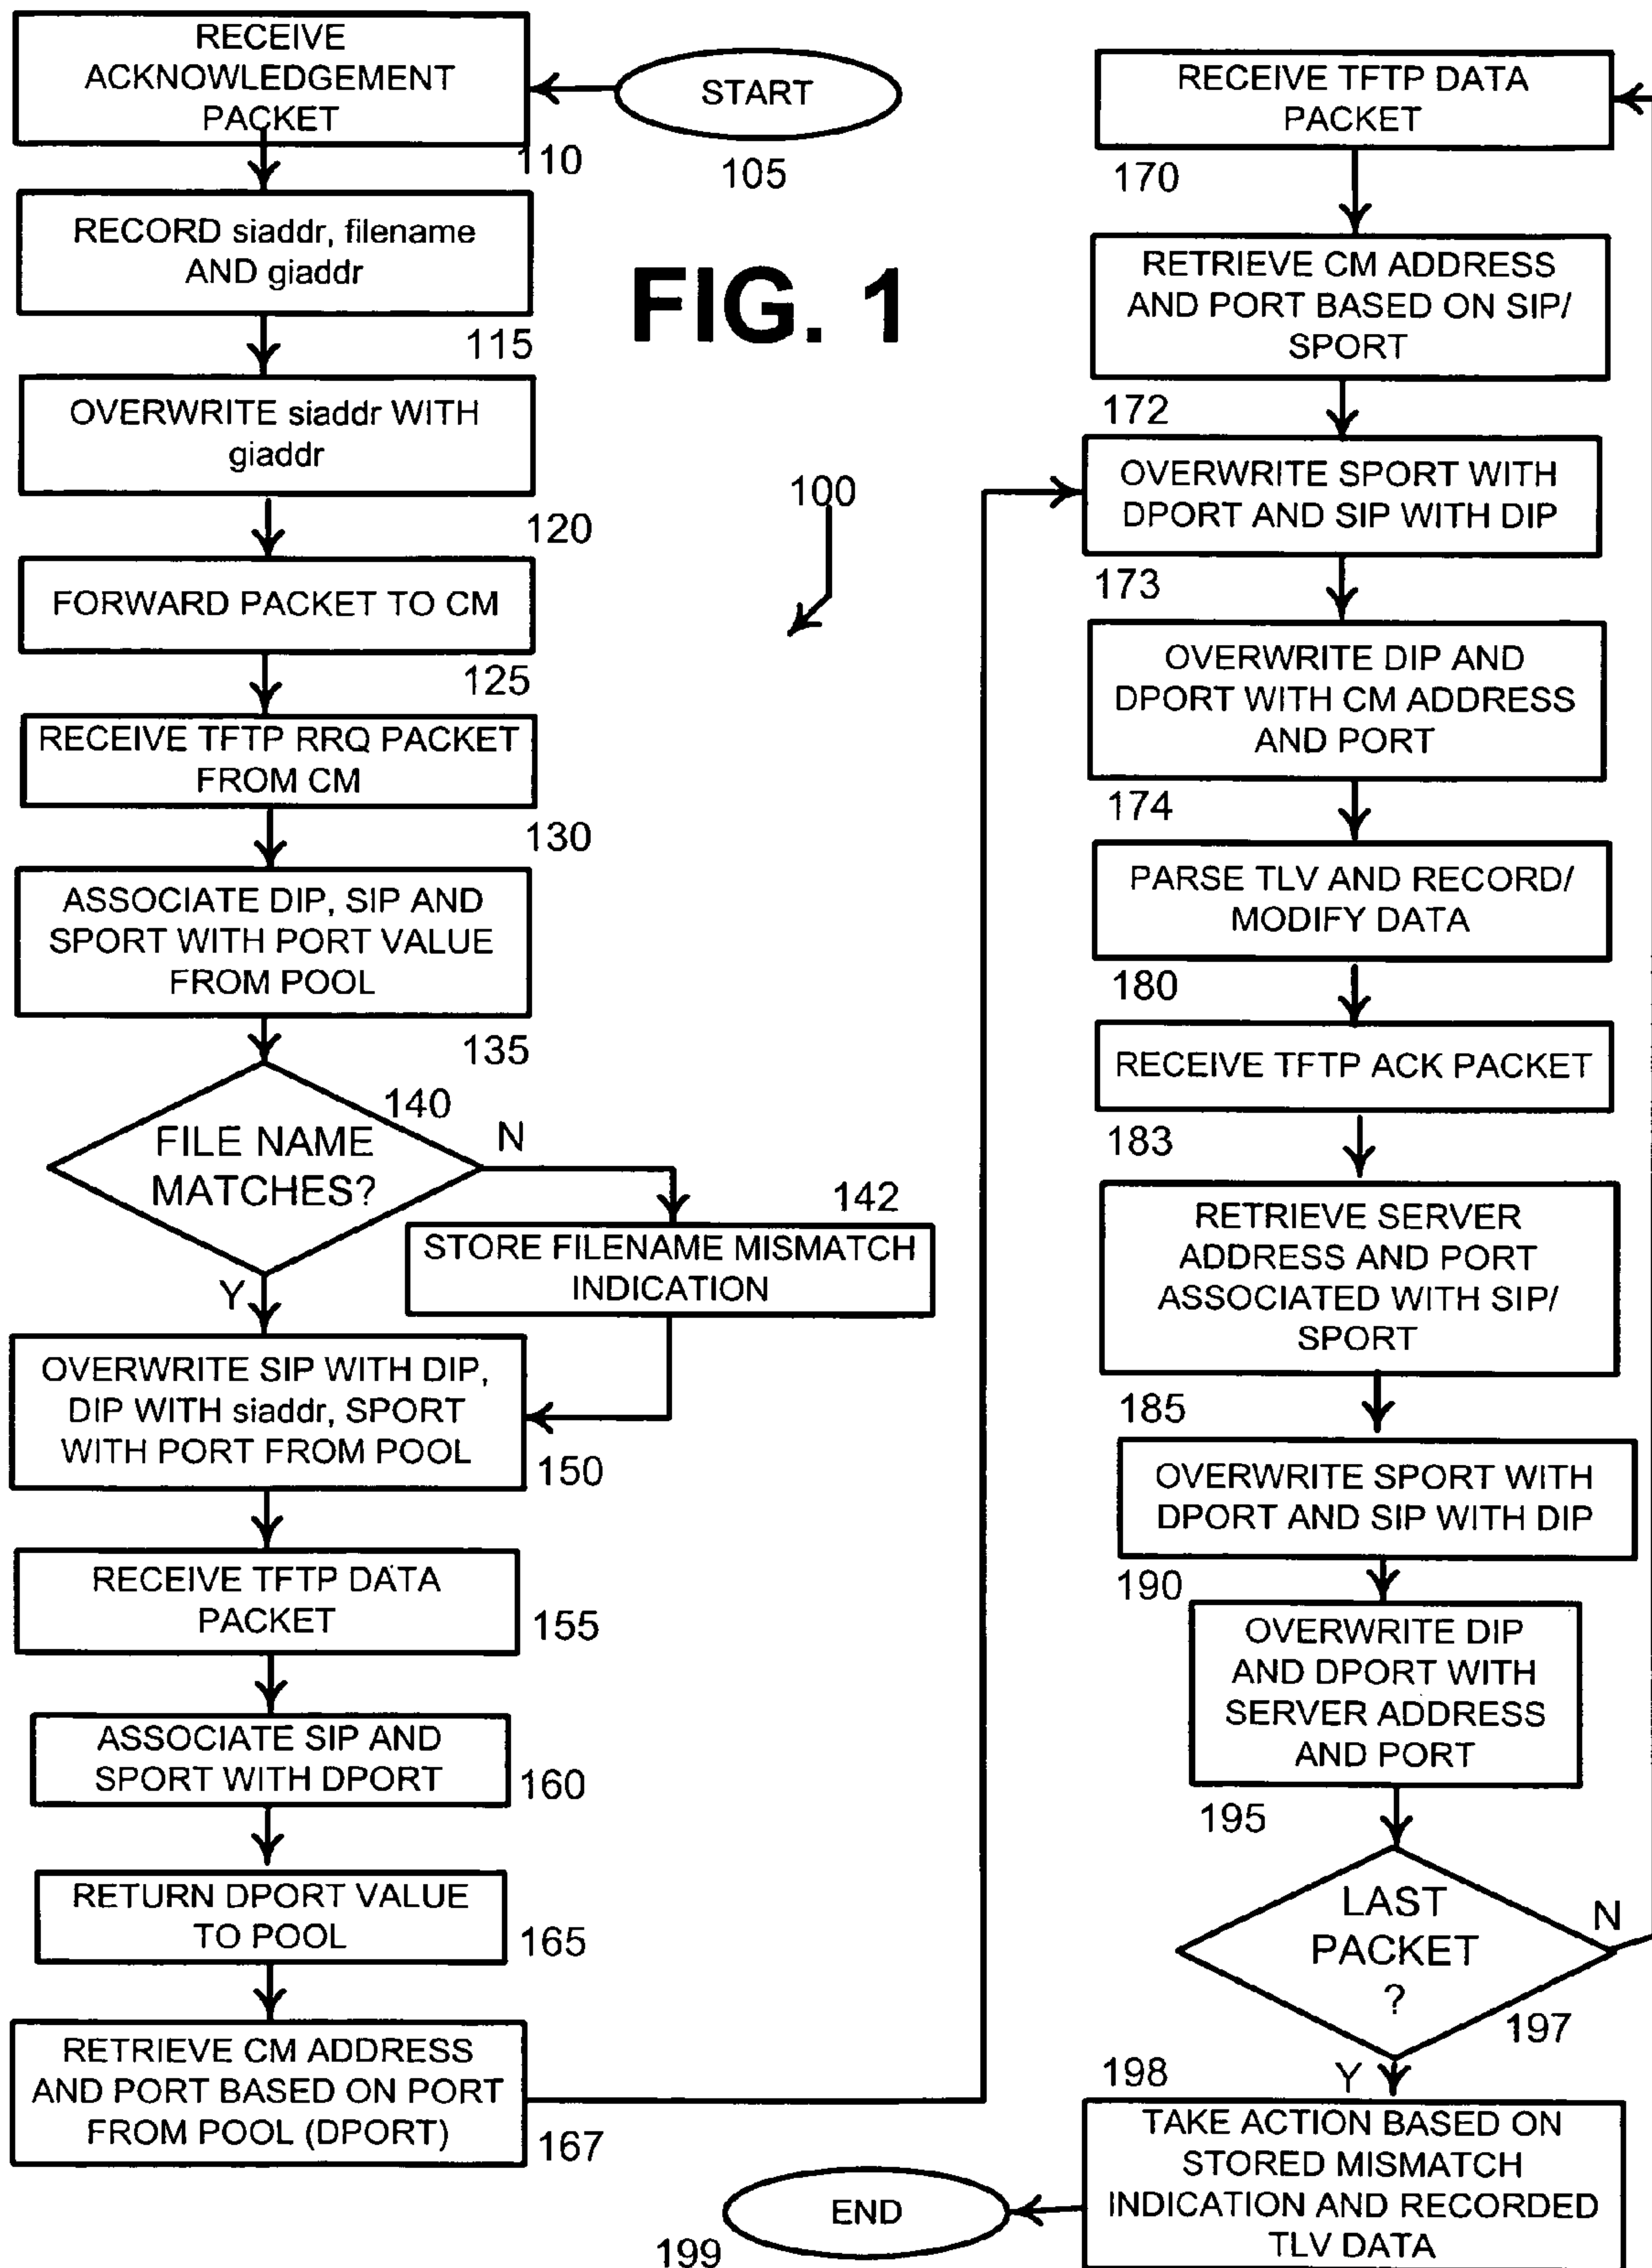 RECEIVE
ACKNOWLEDGEMENT
PACKET
110
START
105
RECORD siaddr, filename
AND giaddr
115
OVERWRITE siaddr WITH
giaddr
120
FORWARD PACKET TO CM
125
RECEIVE TFTP RRQ PACKET
FROM CM
130
ASSOCIATE DIP, SIP AND
SPORT WITH PORT VALUE
FROM POOL
135
140
FILE NAME
MATCHES?
N
Y
142
STORE FILENAME MISMATCH
INDICATION
OVERWRITE SIP WITH DIP,
DIP WITH siaddr, SPORT
WITH PORT FROM POOL
150
RECEIVE TFTP DATA
PACKET
155
ASSOCIATE SIP AND
SPORT WITH DPORT
160
RETURN DPORT VALUE
TO POOL
165
RETRIEVE CM ADDRESS
AND PORT BASED ON PORT
FROM POOL (DPORT)
167
FIG. 1
100
RECEIVE TFTP DATA
PACKET
170
RETRIEVE CM ADDRESS
AND PORT BASED ON SIP/
SPORT
172
OVERWRITE SPORT WITH
DPORT AND SIP WITH DIP
173
OVERWRITE DIP AND
DPORT WITH CM ADDRESS
AND PORT
174
PARSE TLV AND RECORD/
MODIFY DATA
180
RECEIVE TFTP ACK PACKET
183
RETRIEVE SERVER
ADDRESS AND PORT
ASSOCIATED WITH SIP/
SPORT
185
OVERWRITE SPORT WITH
DPORT AND SIP WITH DIP
190
OVERWRITE DIP
AND DPORT WITH
SERVER ADDRESS
AND PORT
195
LAST
PACKET
?
N
197
Y
198
TAKE ACTION BASED ON
STORED MISMATCH
INDICATION AND RECORDED
TLV DATA
END
199